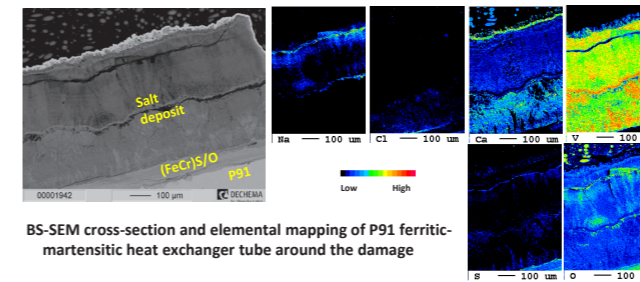 Salt
deposit
(FeCr)S/O
P91
00001942 100 µm DECHEMA
Na 100 um
Cl 100 um
Ca 100 um
V 100
Low High
S 100 um
O 100
BS-SEM cross-section and elemental mapping of P91 ferritic-
martensitic heat exchanger tube around the damage